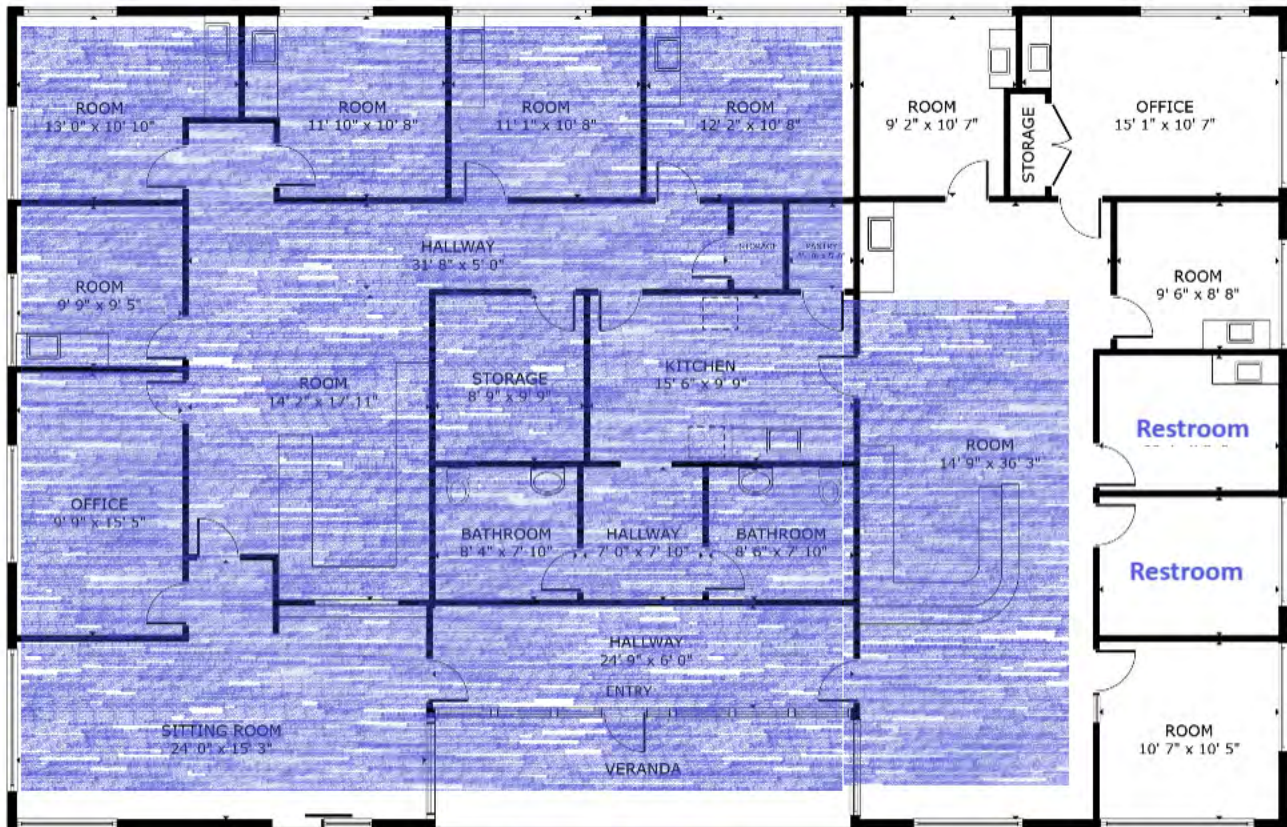 ROOM
13' 0" x 10' 10"
ROOM
11' 10" x 10' 8"
ROOM
11' 1" x 10' 8"
ROOM
12' 2" x 10' 8"
ROOM
9' 2" x 10' 7"
STORAGE
OFFICE
15' 1" x 10' 7"
HALLWAY
31' 8" x 5' 0"
STORAGE
PANTRY
ROOM
9' 9" x 9' 5"
ROOM
9' 6" x 8' 8"
ROOM
14' 2" x 17' 11"
STORAGE
8' 9" x 9' 9"
KITCHEN
15' 6" x 9' 9"
ROOM
14' 9" x 36' 3"
Restroom
OFFICE
9' 9" x 15' 5"
BATHROOM
8' 4" x 7' 10"
HALLWAY
7' 0" x 7' 10"
BATHROOM
8' 6" x 7' 10"
Restroom
HALLWAY
24' 9" x 6' 0"
ENTRY
SITTING ROOM
24' 0" x 15' 3"
VERANDA
ROOM
10' 7" x 10' 5"